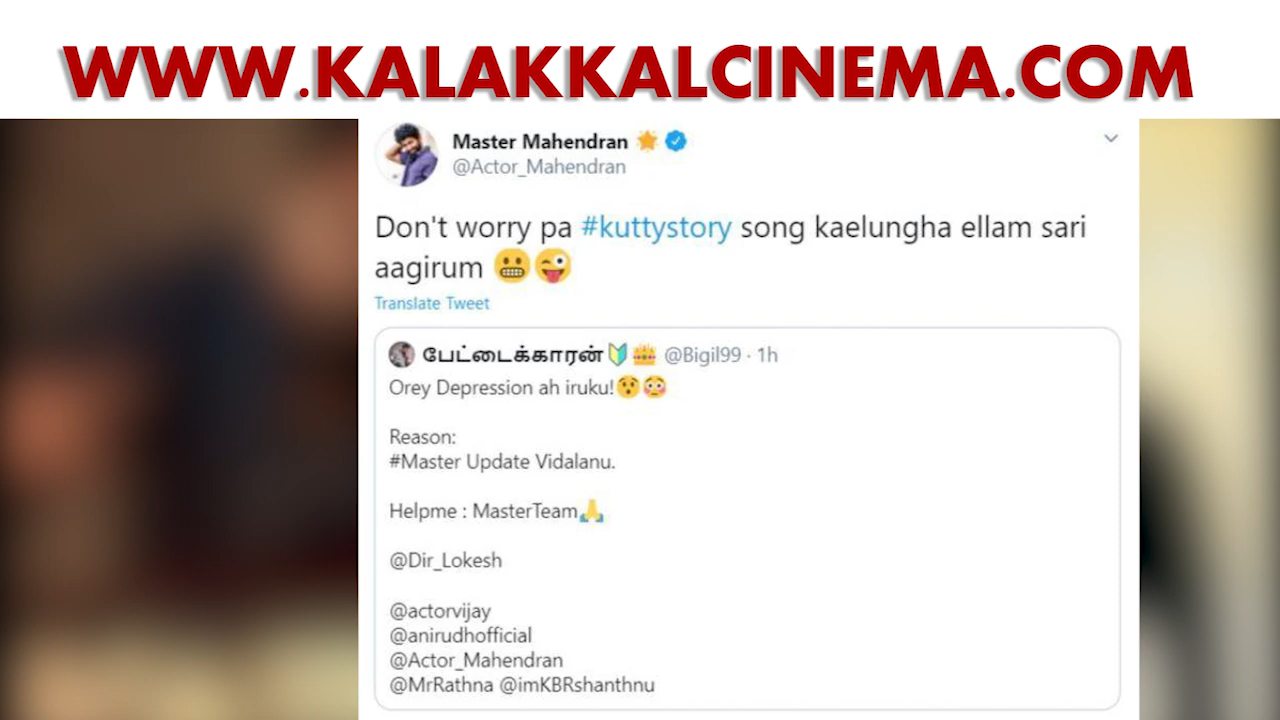 WWW.KALAKKALCINEMA.COM
Master Mahendran 🌟
@Actor_Mahendran
Don't worry pa #kuttystory song kaelungha ellam sari
aagirum 😬😜
Translate Tweet
பேட்டைக்காரன்🔰👑 @Bigil99 · 1h
Orey Depression ah iruku!😯😳
Reason:
#Master Update Vidalanu.
Helpme : MasterTeam🙏
@Dir_Lokesh
@actorvijay
@anirudhofficial
@Actor_Mahendran
@MrRathna @imKBRshanthnu